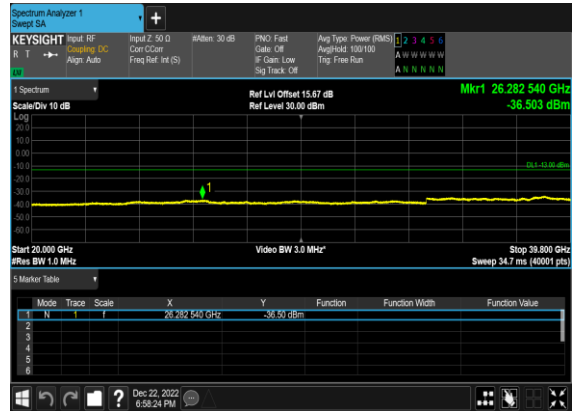 Spectrum Analyzer 1
Swept SA
KEYSIGHT Input: RF Input Z: 50 Ω #Atten: 30 dB PNO: Fast Avg Type: Power (RMS) 1 2 3 4 5 6
R T Coupling: DC Corr CCorr Gate: Off Avg|Hold: 100/100 A W W W W W
Align: Auto Freq Ref: Int (S) IF Gain: Low Trig: Free Run
LW Sig Track: Off A N N N N N
1 Spectrum Ref Lvl Offset 15.67 dB Mkr1 26.282 540 GHz
Scale/Div 10 dB Ref Level 30.00 dBm -36.503 dBm
Log
20.0
10.0
0.00
-10.0 DL1 -13.00 dBm
-20.0
-30.0 1
-40.0
-50.0
-60.0
Start 20.000 GHz Video BW 3.0 MHz* Stop 39.800 GHz
#Res BW 1.0 MHz Sweep 34.7 ms (40001 pts)
5 Marker Table
Mode Trace Scale X Y Function Function Width Function Value
1 N 1 f 26.282 540 GHz -36.50 dBm
2
3
4
5
6
? Dec 22, 2022
6:58:24 PM